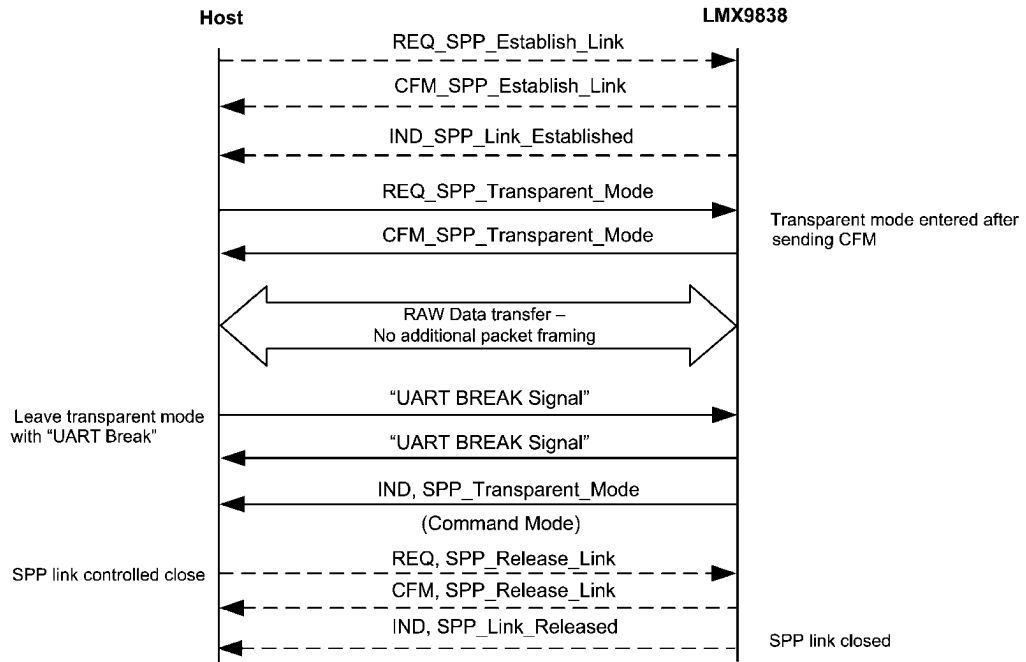 Host
LMX9838
REQ_SPP_Establish_Link
CFM_SPP_Establish_Link
IND_SPP_Link_Established
REQ_SPP_Transparent_Mode
Transparent mode entered after
sending CFM
CFM_SPP_Transparent_Mode
RAW Data transfer –
No additional packet framing
Leave transparent mode
with “UART Break”
“UART BREAK Signal”
“UART BREAK Signal”
IND, SPP_Transparent_Mode
(Command Mode)
SPP link controlled close
REQ, SPP_Release_Link
CFM, SPP_Release_Link
IND, SPP_Link_Released
SPP link closed